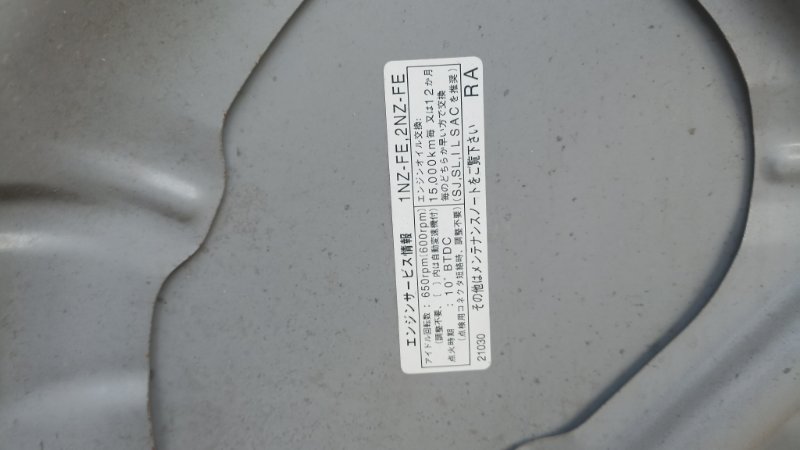 エンジンサービス情報 1NZ-FE,2NZ-FE
アイドル回転数：650rpm[600rpm]
(調整不要、[ ]内は自動変速機付)
点火時期 ：10°BTDC
(点検用コネクタ短絡時、調整不要)
エンジンオイル交換：
15,000km毎 又は12か月
毎のどちらか早い方で交換
(SJ,SL,ILSACを推奨)
その他はメンテナンスノートをご覧下さい
21030
RA